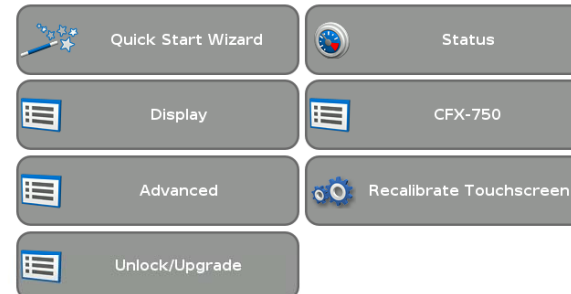 Quick Start Wizard
Status
Display
CFX-750
Advanced
Recalibrate Touchscreen
Unlock/Upgrade